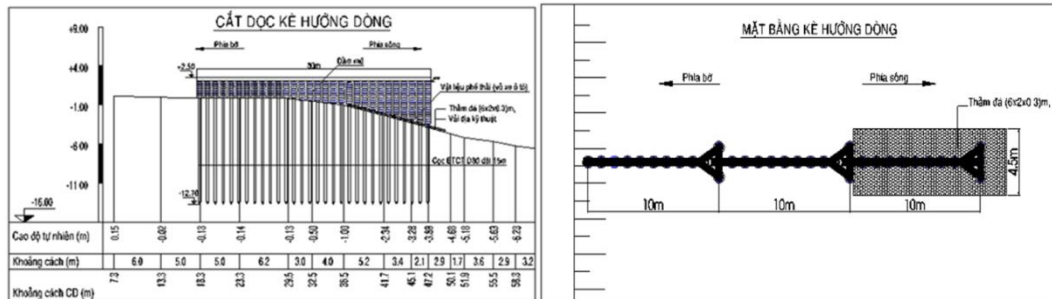 CẮT DỌC KÈ HƯỚNG DÒNG
+9.00
+4.00
-1.00
-6.00
-11.00
-16.00
Phía bờ
Phía sông
+2.50
30m
Dầm mũ
Vật liệu phế thải (vỏ xe ô tô)
Thảm đá (6x2x0.3)m,
Vải địa kỹ thuật
Cọc BTCT D30 dài 15m
Cao độ tự nhiên (m)
0.15 -0.02 -0.13 -0.14 -0.13 -0.50 -1.00 -2.34 -3.28 -3.89 -4.68 -5.18 -5.63 -6.23
Khoảng cách (m)
6.0 5.0 5.0 6.2 3.0 4.0 5.2 3.4 2.1 2.9 1.7 3.6 2.9 3.2
Khoảng cách CD (m)
7.3 13.3 18.3 23.3 29.5 32.5 36.5 41.7 45.1 47.2 50.1 51.9 55.5 58.3
MẶT BẰNG KÈ HƯỚNG DÒNG
Phía bờ
Phía sông
Thảm đá (6x2x0.3)m,
4.5m
10m
10m
10m